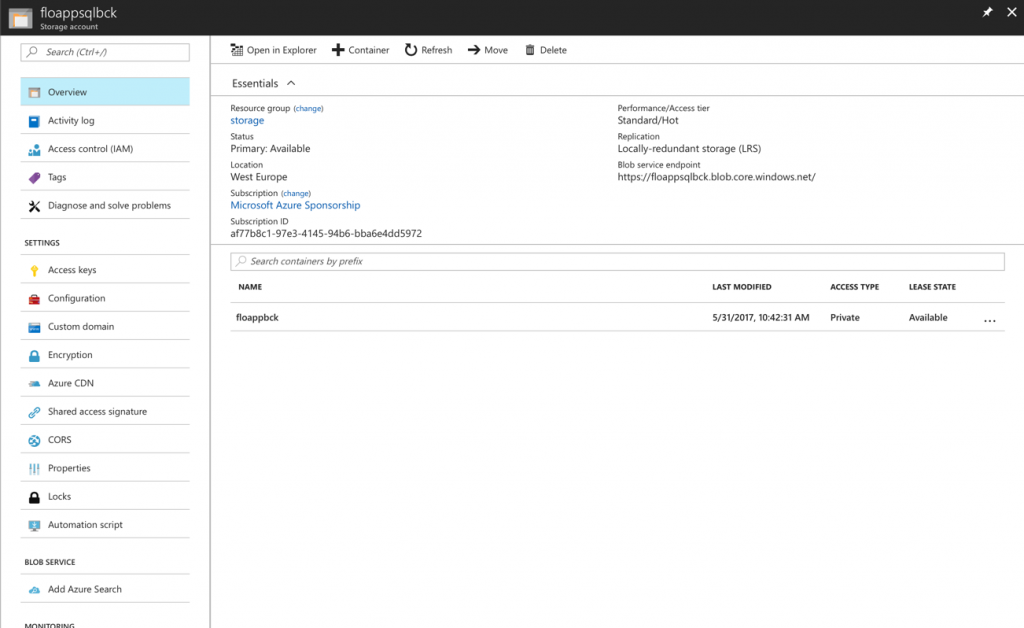 floappsqlbck
Storage account
Search (Ctrl+/)
Overview
Activity log
Access control (IAM)
Tags
Diagnose and solve problems
SETTINGS
Access keys
Configuration
Custom domain
Encryption
Azure CDN
Shared access signature
CORS
Properties
Locks
Automation script
BLOB SERVICE
Add Azure Search
MONITORING
Open in Explorer Container Refresh Move Delete
Essentials
Resource group (change)
storage
Status
Primary: Available
Location
West Europe
Subscription (change)
Microsoft Azure Sponsorship
Subscription ID
af77b8c1-97e3-4145-94b6-bba6e4dd5972
Performance/Access tier
Standard/Hot
Replication
Locally-redundant storage (LRS)
Blob service endpoint
https://floappsqlbck.blob.core.windows.net/
Search containers by prefix
NAME LAST MODIFIED ACCESS TYPE LEASE STATE
floappbck 5/31/2017, 10:42:31 AM Private Available ...